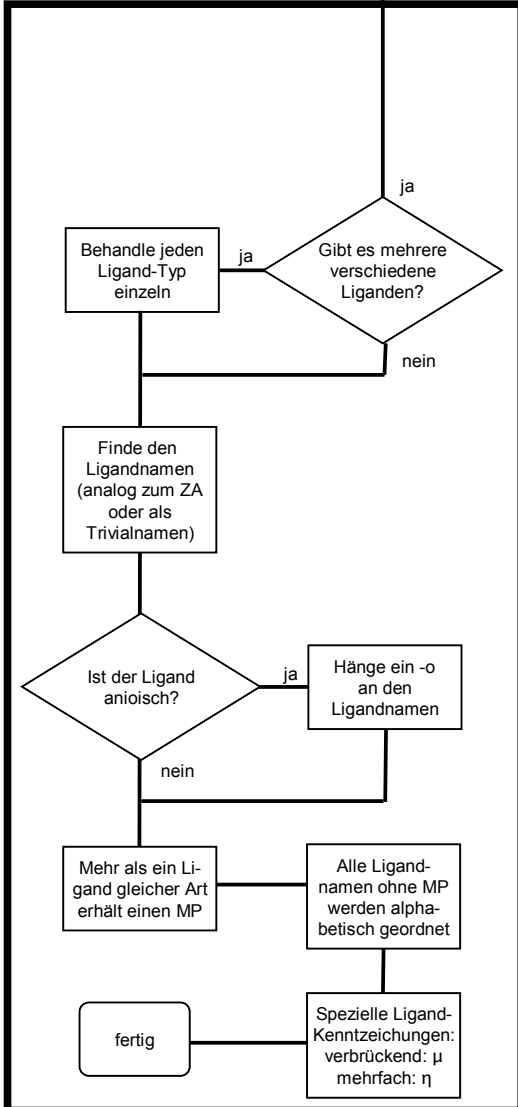 ja
Gibt es mehrere
verschiedene
Liganden?
ja
Behandle jeden
Ligand-Typ
einzeln
nein
Finde den
Ligandnamen
(analog zum ZA
oder als
Trivialnamen)
Ist der Ligand
anioisch?
ja
Hänge ein -o
an den
Ligandnamen
nein
Mehr als ein Li-
gand gleicher Art
erhält einen MP
Alle Ligand-
namen ohne MP
werden alpha-
betisch geordnet
Spezielle Ligand-
Kenntzeichungen:
verbrückend: μ
mehrfach: η
fertig